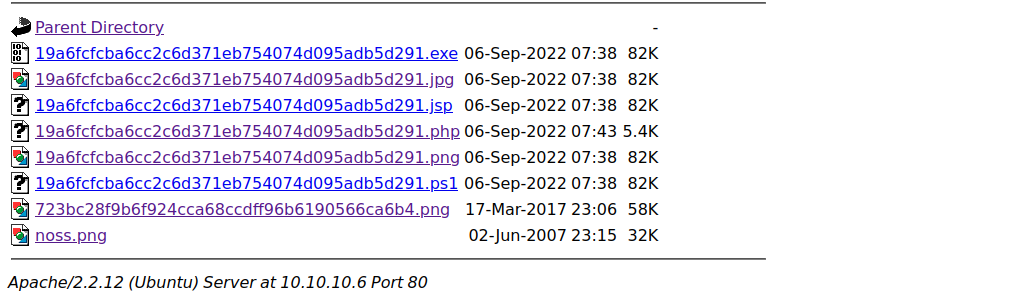 Parent Directory -
19a6fcfcba6cc2c6d371eb754074d095adb5d291.exe 06-Sep-2022 07:38 82K
19a6fcfcba6cc2c6d371eb754074d095adb5d291.jpg 06-Sep-2022 07:38 82K
19a6fcfcba6cc2c6d371eb754074d095adb5d291.jsp 06-Sep-2022 07:38 82K
19a6fcfcba6cc2c6d371eb754074d095adb5d291.php 06-Sep-2022 07:43 5.4K
19a6fcfcba6cc2c6d371eb754074d095adb5d291.png 06-Sep-2022 07:38 82K
19a6fcfcba6cc2c6d371eb754074d095adb5d291.ps1 06-Sep-2022 07:38 82K
723bc28f9b6f924cca68ccdff96b6190566ca6b4.png 17-Mar-2017 23:06 58K
noss.png 02-Jun-2007 23:15 32K
Apache/2.2.12 (Ubuntu) Server at 10.10.10.6 Port 80